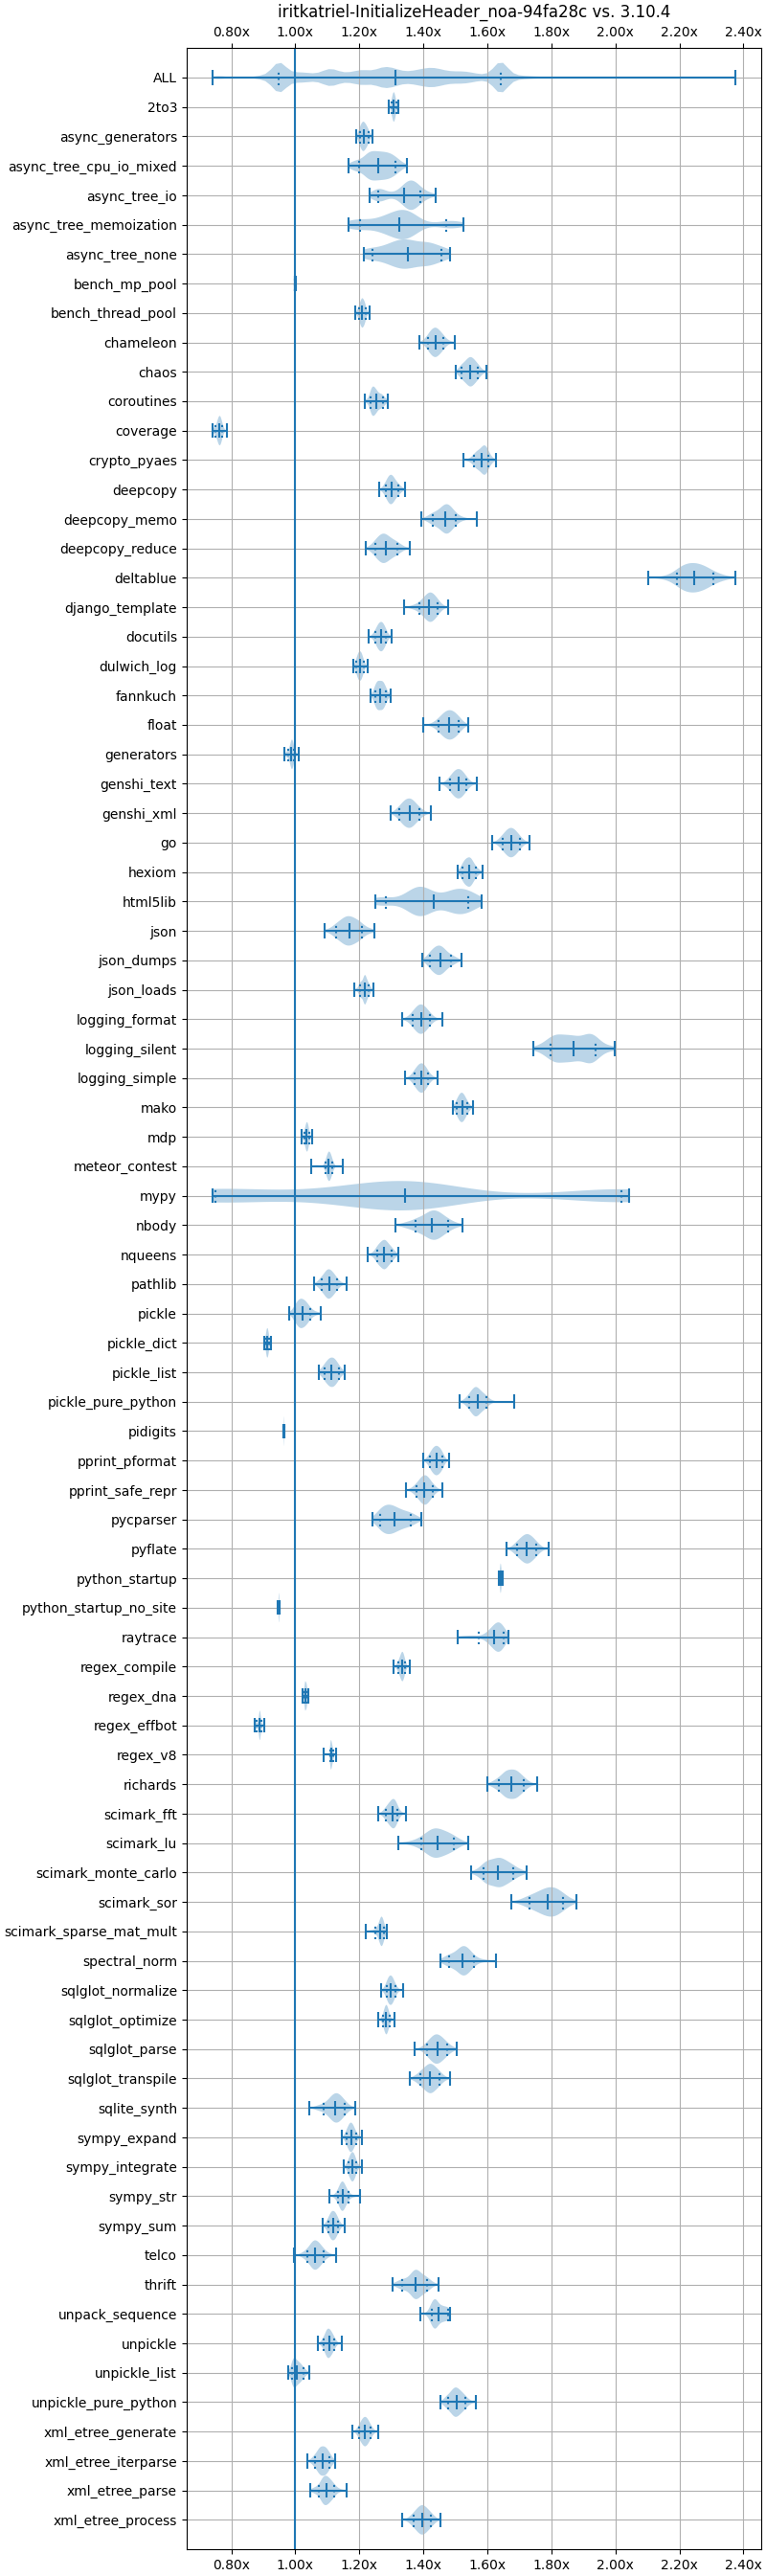 iritkatriel-InitializeHeader_noa-94fa28c vs. 3.10.4
0.80x 1.00x 1.20x 1.40x 1.60x 1.80x 2.00x 2.20x 2.40x
ALL
2to3
async_generators
async_tree_cpu_io_mixed
async_tree_io
async_tree_memoization
async_tree_none
bench_mp_pool
bench_thread_pool
chameleon
chaos
coroutines
coverage
crypto_pyaes
deepcopy
deepcopy_memo
deepcopy_reduce
deltablue
django_template
docutils
dulwich_log
fannkuch
float
generators
genshi_text
genshi_xml
go
hexiom
html5lib
json
json_dumps
json_loads
logging_format
logging_silent
logging_simple
mako
mdp
meteor_contest
mypy
nbody
nqueens
pathlib
pickle
pickle_dict
pickle_list
pickle_pure_python
pidigits
pprint_pformat
pprint_safe_repr
pycparser
pyflate
python_startup
python_startup_no_site
raytrace
regex_compile
regex_dna
regex_effbot
regex_v8
richards
scimark_fft
scimark_lu
scimark_monte_carlo
scimark_sor
scimark_sparse_mat_mult
spectral_norm
sqlglot_normalize
sqlglot_optimize
sqlglot_parse
sqlglot_transpile
sqlite_synth
sympy_expand
sympy_integrate
sympy_str
sympy_sum
telco
thrift
unpack_sequence
unpickle
unpickle_list
unpickle_pure_python
xml_etree_generate
xml_etree_iterparse
xml_etree_parse
xml_etree_process
0.80x 1.00x 1.20x 1.40x 1.60x 1.80x 2.00x 2.20x 2.40x